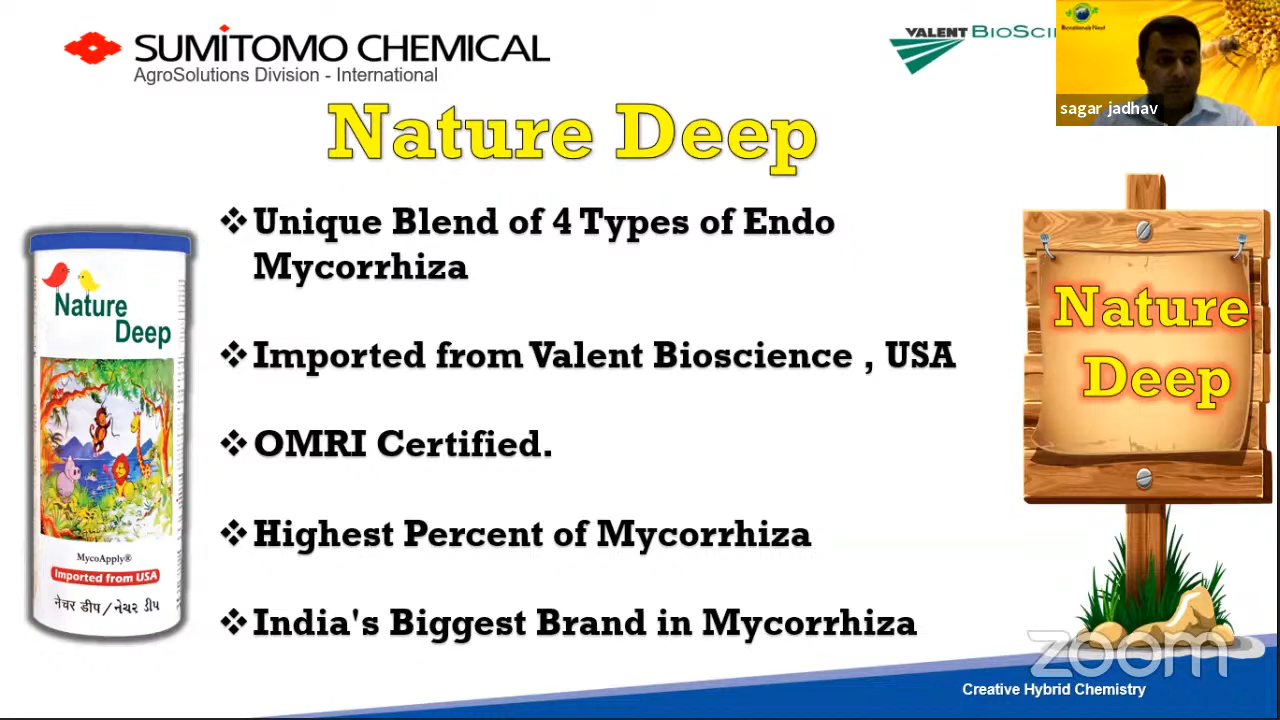 SUMITOMO CHEMICAL
AgroSolutions Division - International
VALENT BIOSCI
sagar jadhav
Nature Deep
❖Unique Blend of 4 Types of Endo
Mycorrhiza
❖Imported from Valent Bioscience , USA
❖OMRI Certified.
❖Highest Percent of Mycorrhiza
❖India's Biggest Brand in Mycorrhiza
Nature
Deep
MycoApply®
Imported from USA
नेचर डीप/नेचर डीप
Nature
Deep
zoom
Creative Hybrid Chemistry